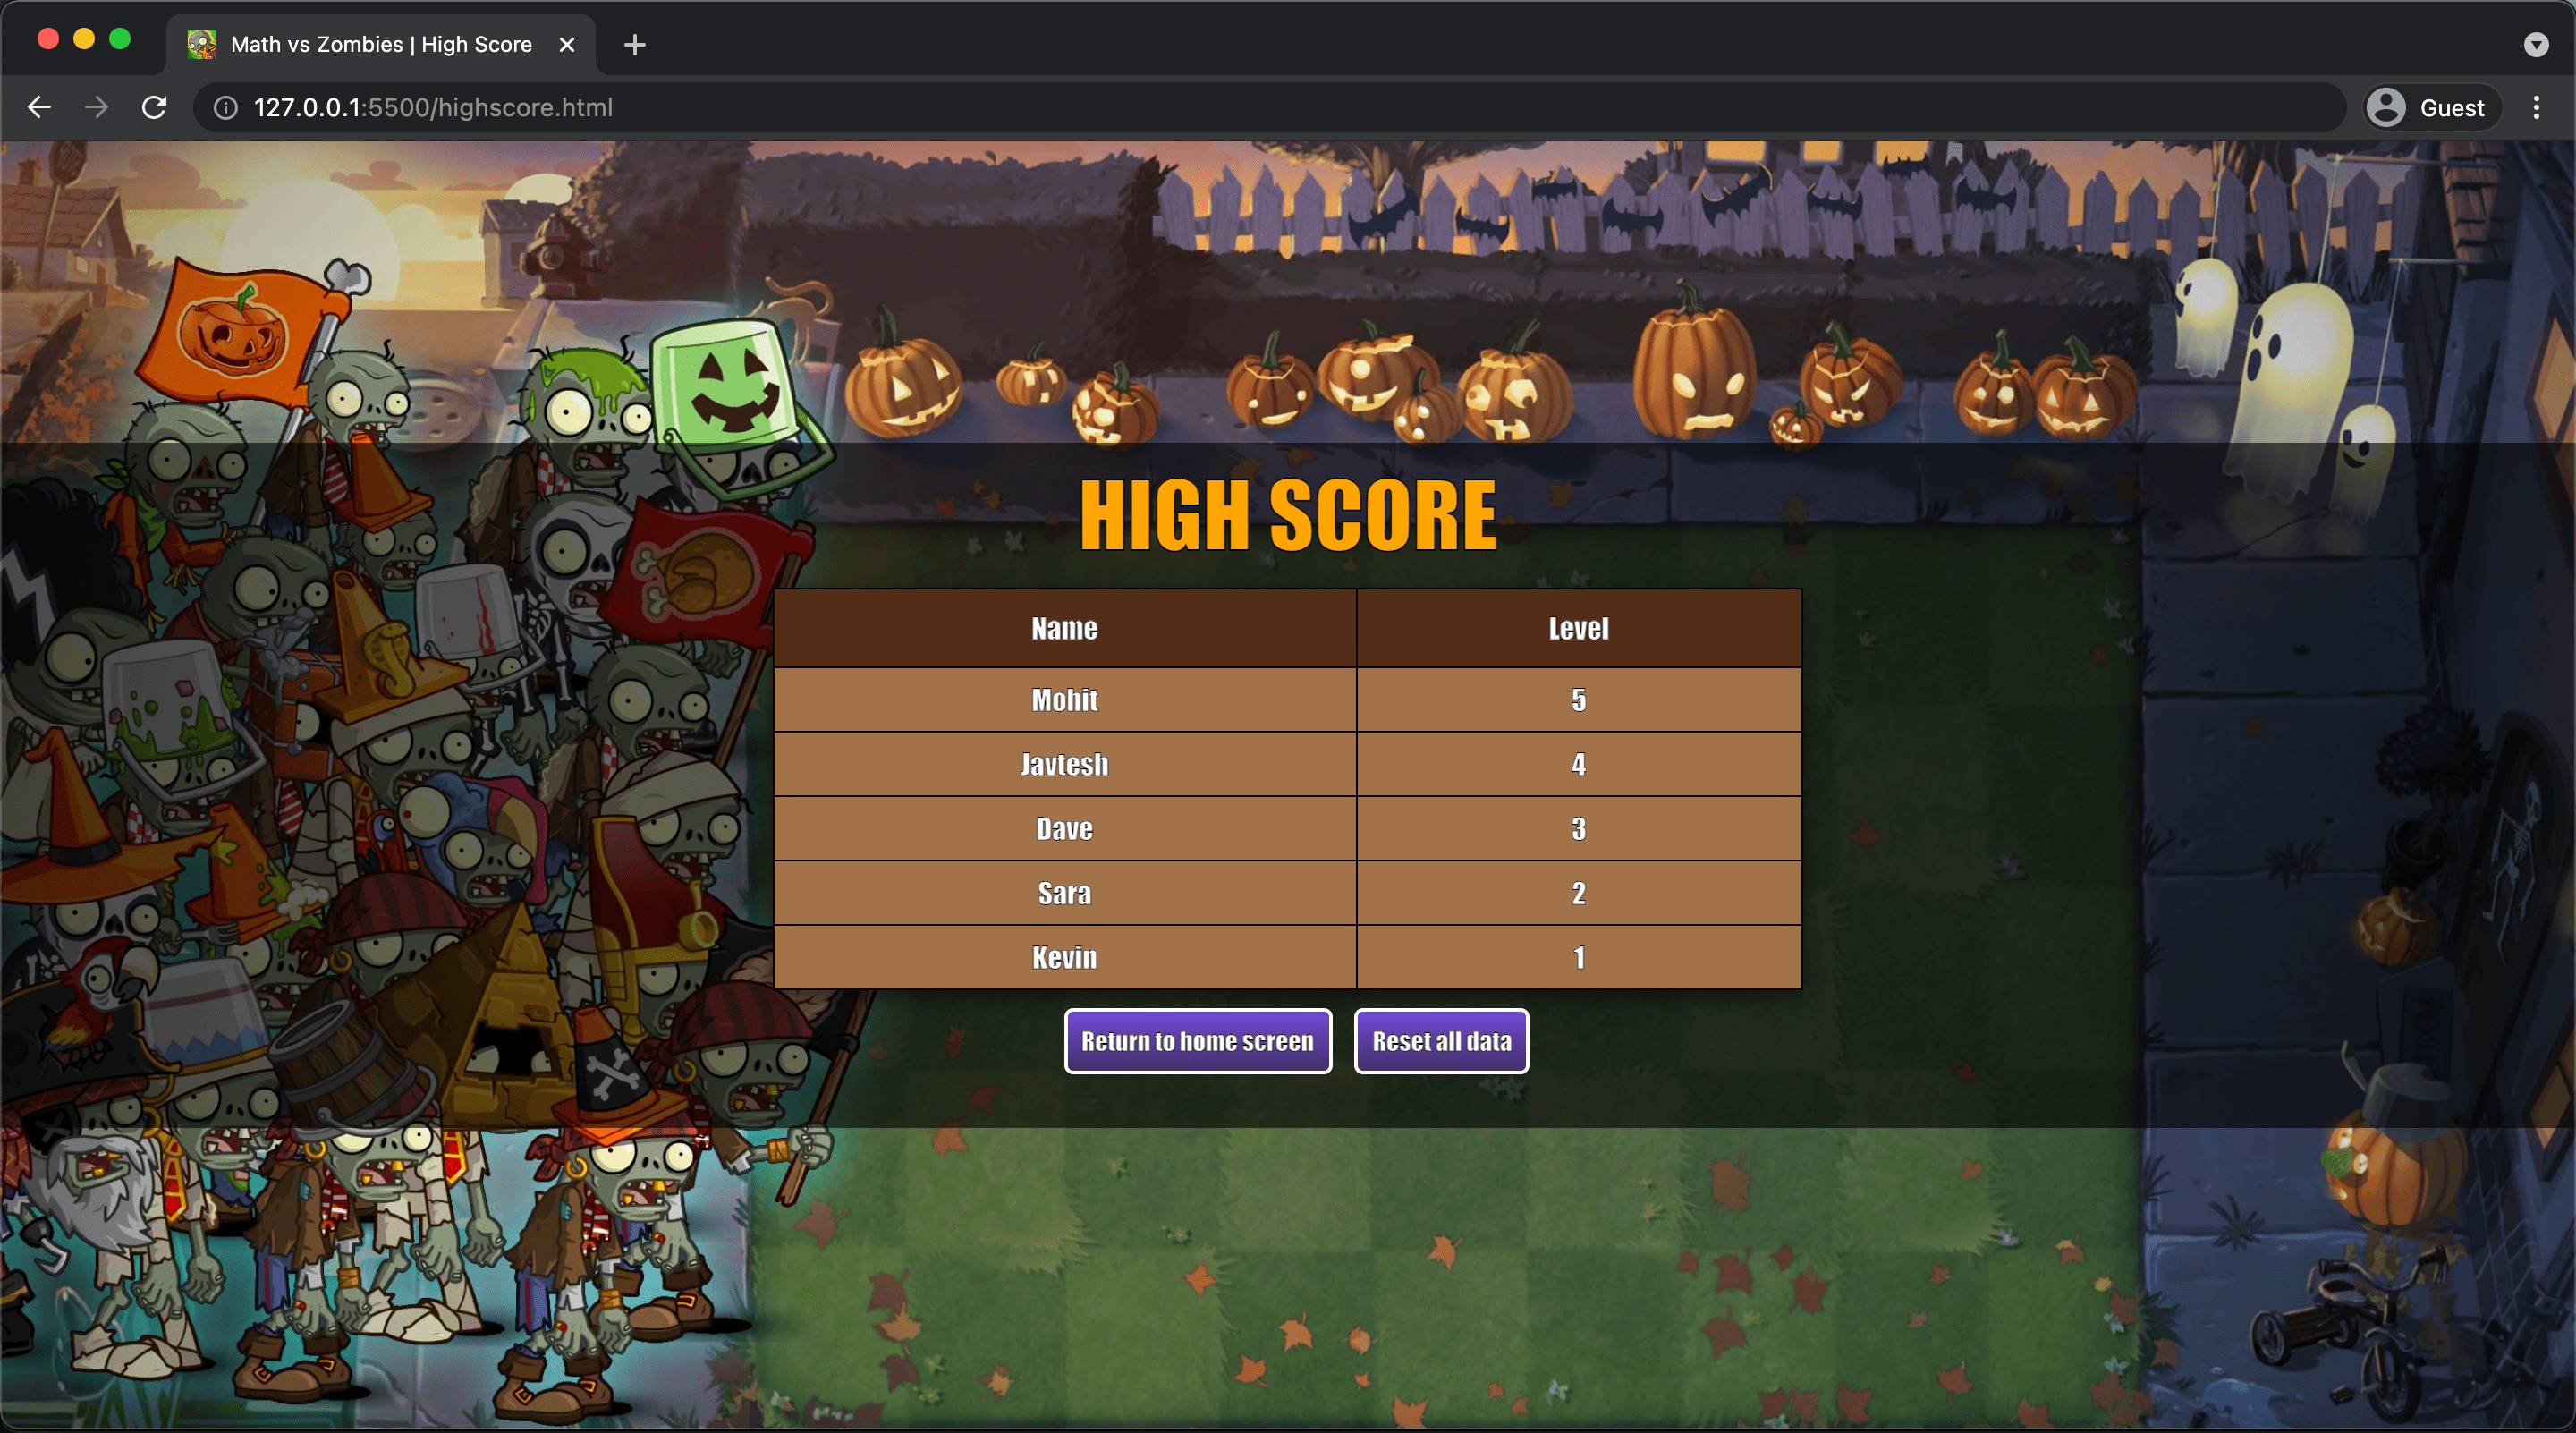 Math vs Zombies | High Score
127.0.0.1:5500/highscore.html
Guest
HIGH SCORE
Name Level
Mohit 5
Javtesh 4
Dave 3
Sara 2
Kevin 1
Return to home screen Reset all data